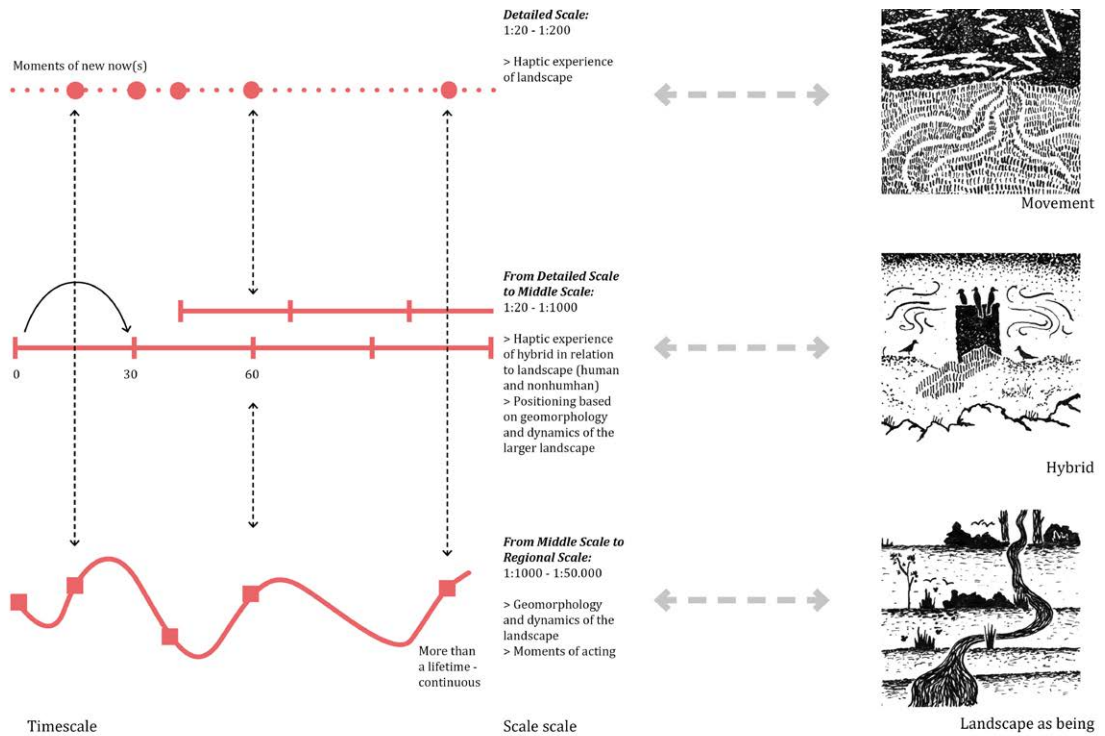 Detailed Scale:
1:20 - 1:200
> Haptic experience
of landscape
Moments of new now(s)
Movement
From Detailed Scale
to Middle Scale:
1:20 - 1:1000
> Haptic experience
of hybrid in relation
to landscape (human
and nonhumhan)
> Positioning based
on geomorphology
and dynamics of the
larger landscape
0
30
60
Hybrid
From Middle Scale to
Regional Scale:
1:1000 - 1:50.000
> Geomorphology
and dynamics of the
landscape
> Moments of acting
More than
a lifetime -
continuous
Timescale
Scale scale
Landscape as being